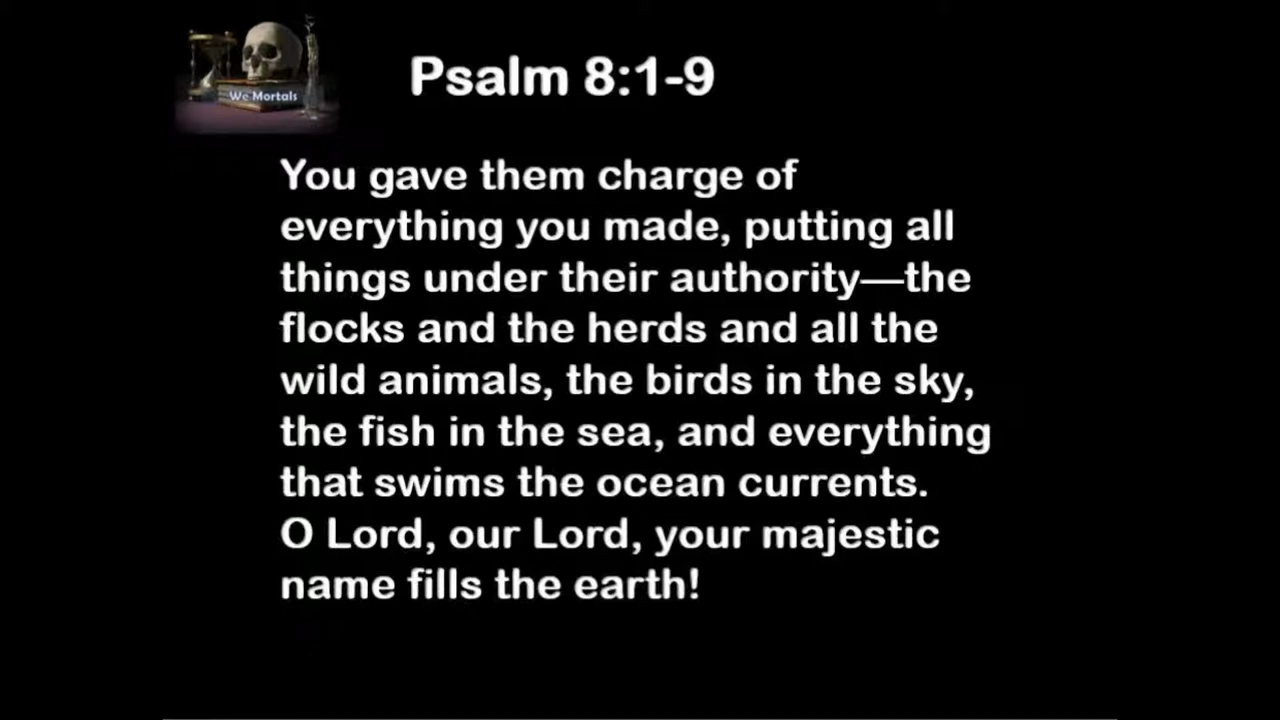 We Mortals
Psalm 8:1-9
You gave them charge of
everything you made, putting all
things under their authority—the
flocks and the herds and all the
wild animals, the birds in the sky,
the fish in the sea, and everything
that swims the ocean currents.
O Lord, our Lord, your majestic
name fills the earth!